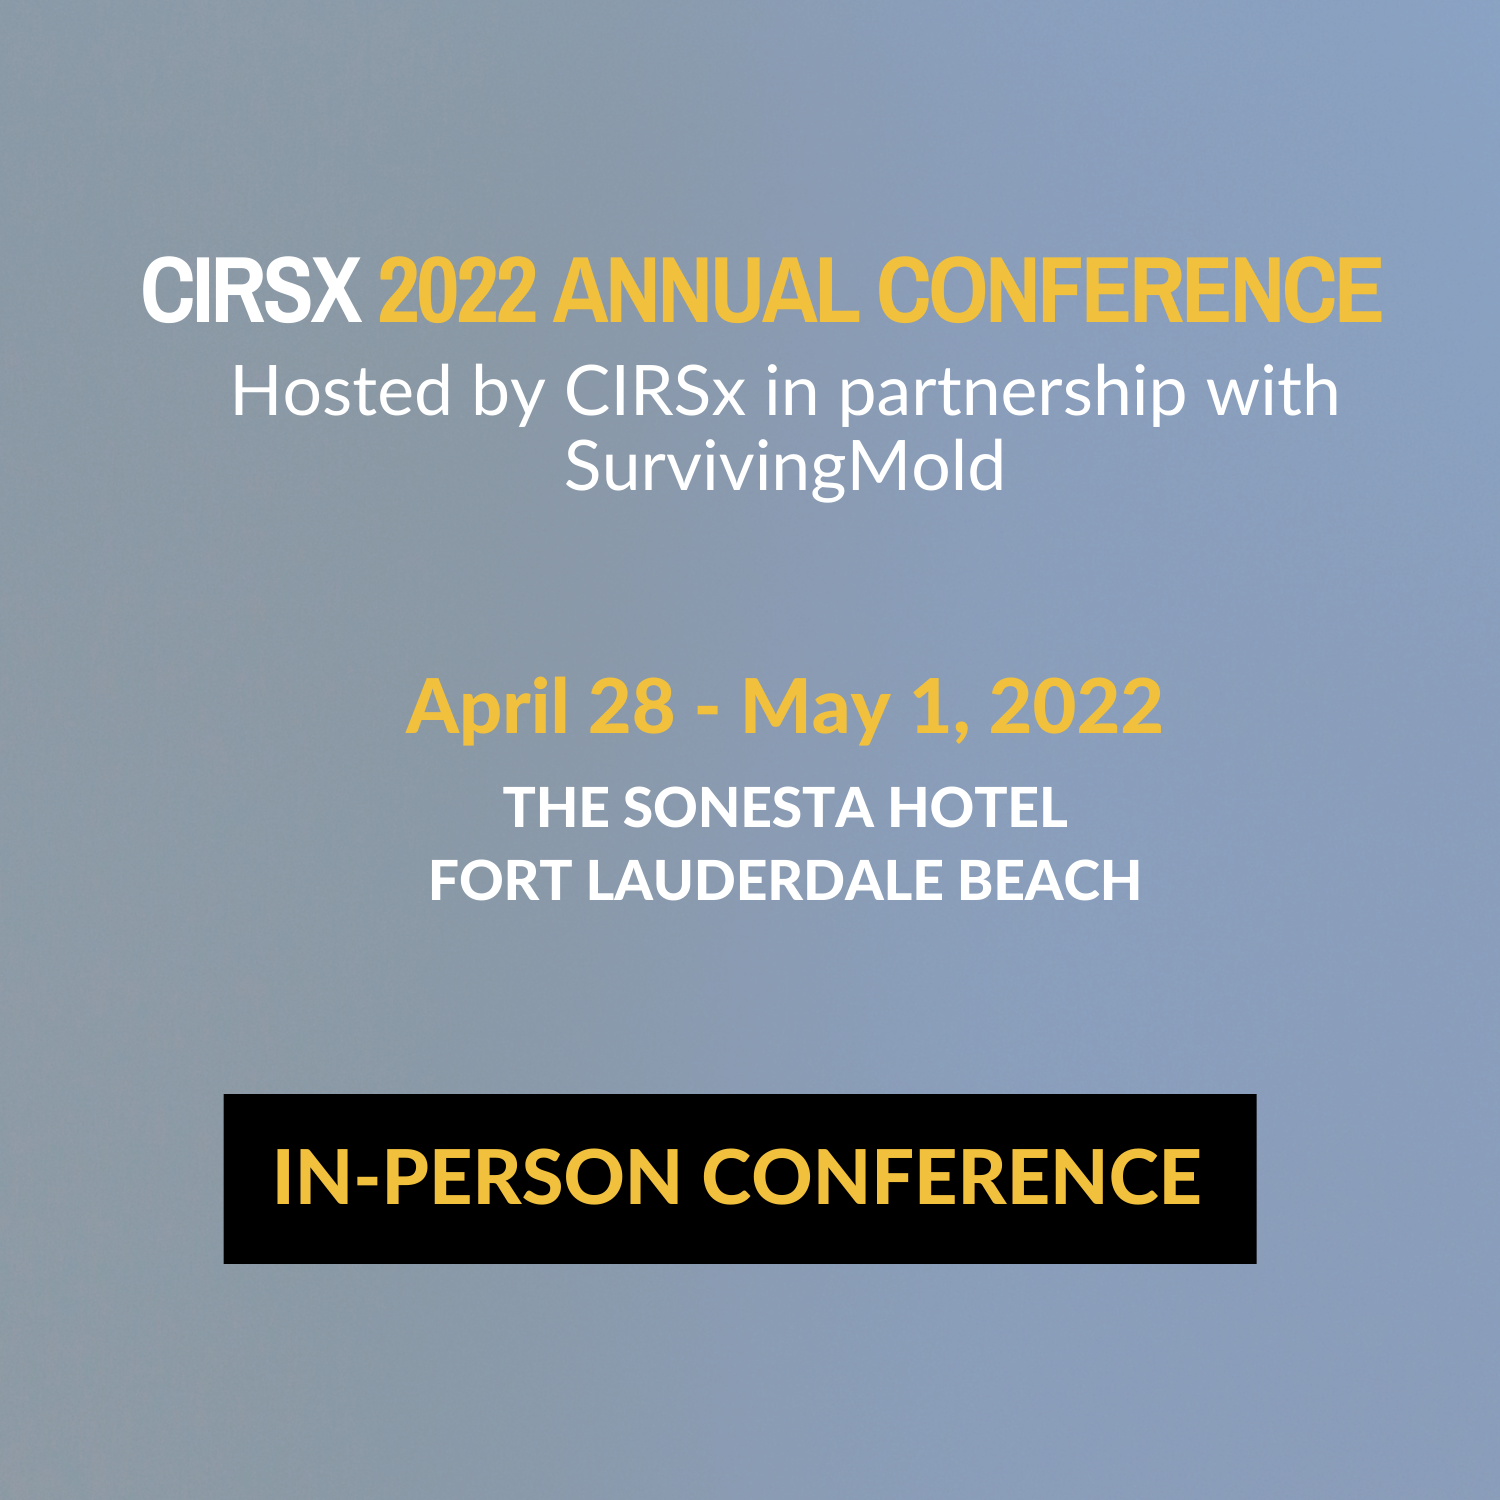 CIRSX 2022 ANNUAL CONFERENCE
Hosted by CIRSx in partnership with
SurvivingMold
April 28 - May 1, 2022
THE SONESTA HOTEL
FORT LAUDERDALE BEACH
IN-PERSON CONFERENCE